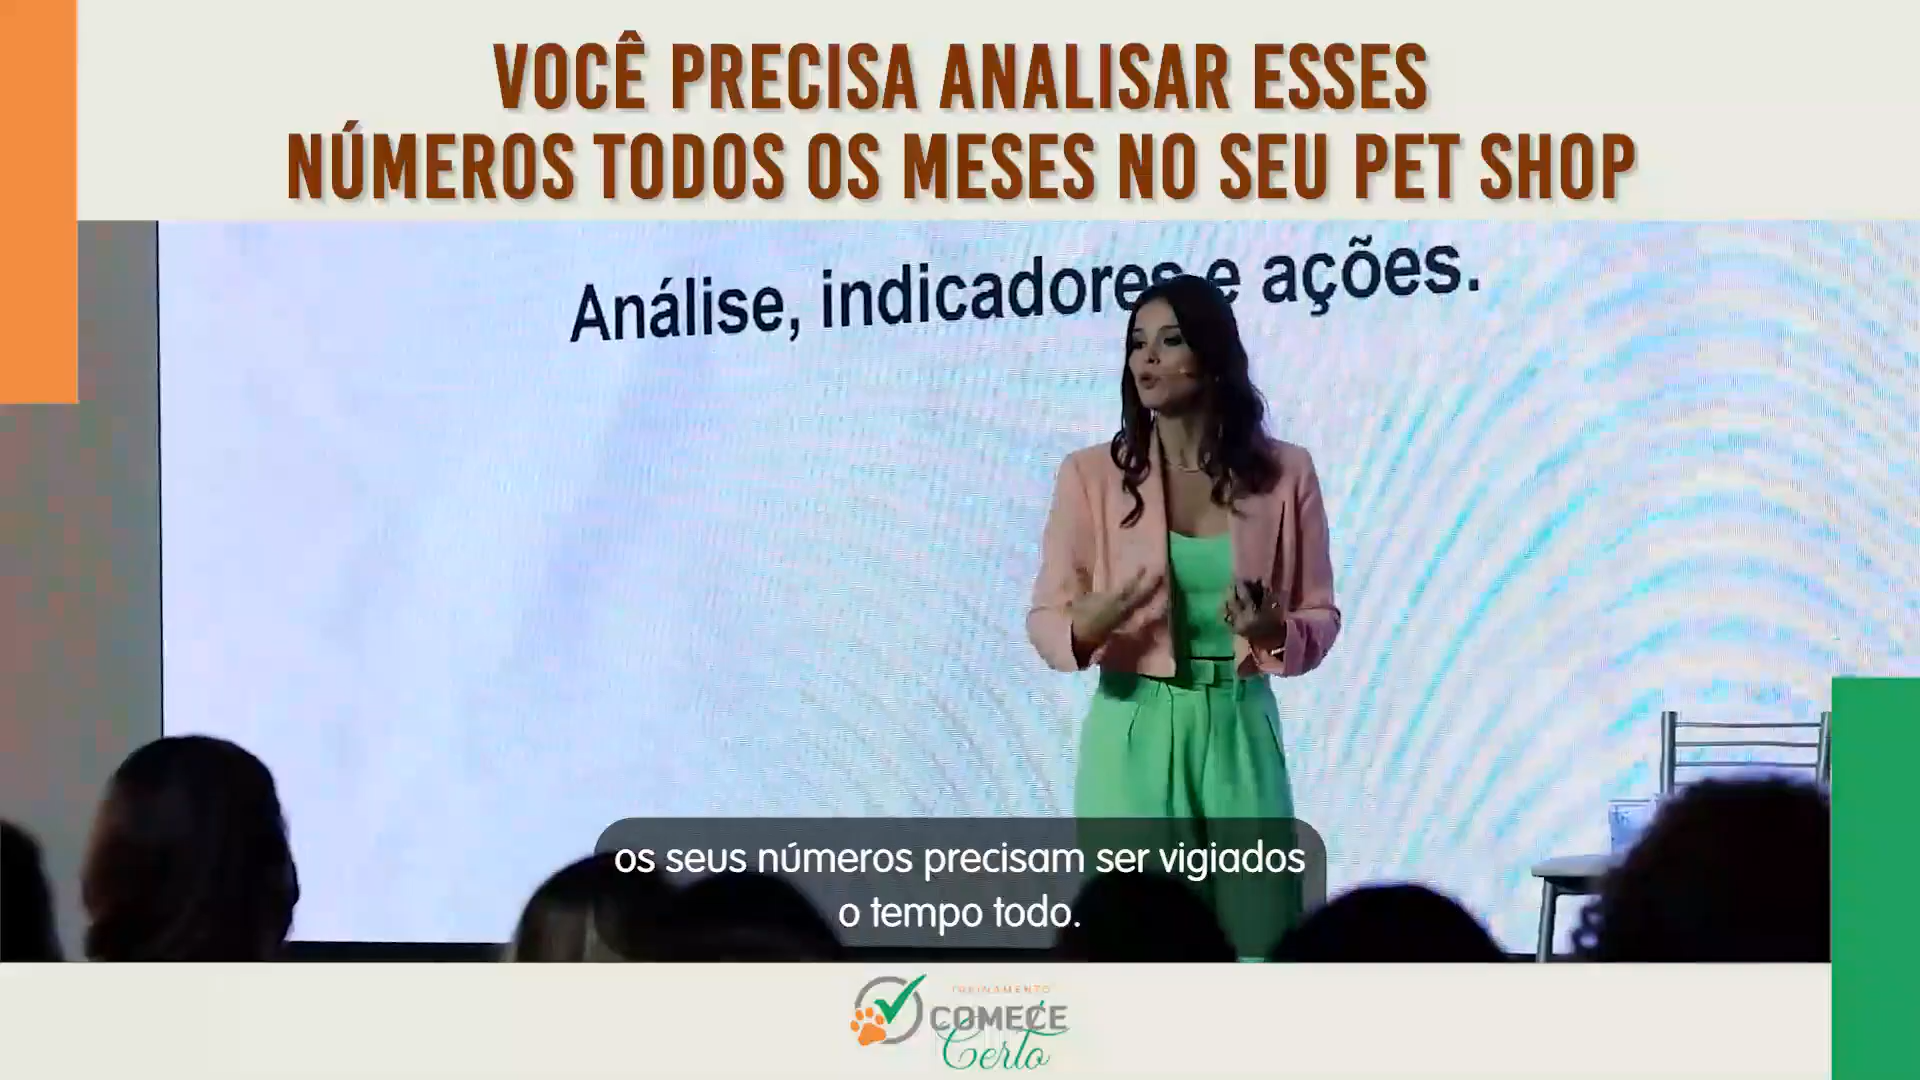 VOCÊ PRECISA ANALISAR ESSES
NÚMEROS TODOS OS MESES NO SEU PET SHOP
Análise, indicadores e ações.
os seus números precisam ser vigiados
o tempo todo.
TREINAMENTO
COMECE
Certo